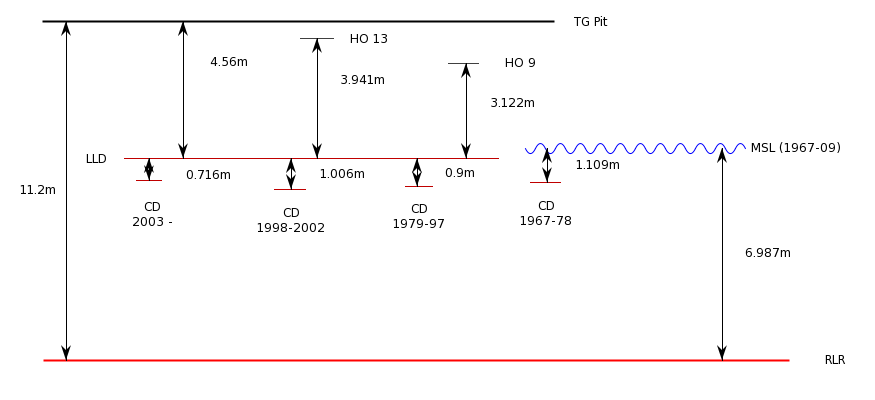 TG Pit
HO 13
4.56m
HO 9
3.941m
3.122m
MSL (1967-09)
LLD
1.109m
0.716m
1.006m
0.9m
11.2m
CD
2003 -
CD
1998-2002
CD
1979-97
CD
1967-78
6.987m
RLR